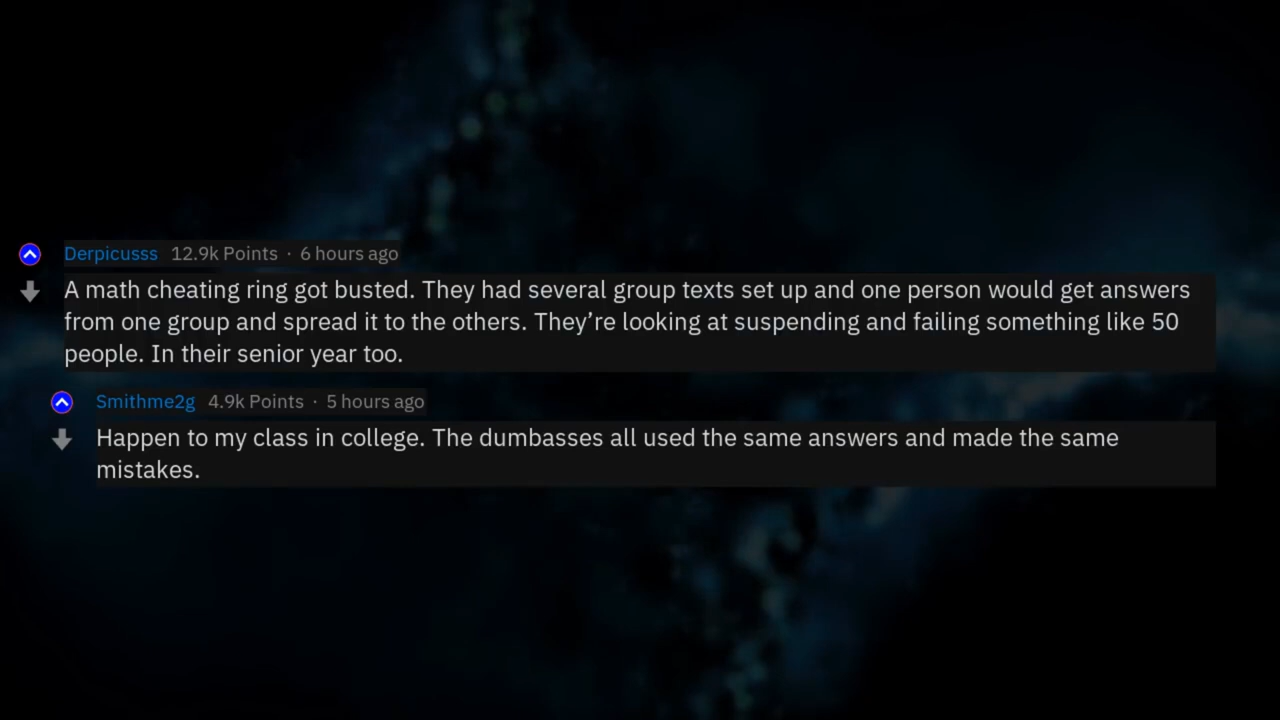 Derpicusss 12.9k Points · 6 hours ago
A math cheating ring got busted. They had several group texts set up and one person would get answers
from one group and spread it to the others. They’re looking at suspending and failing something like 50
people. In their senior year too.
Smithme2g 4.9k Points · 5 hours ago
Happen to my class in college. The dumbasses all used the same answers and made the same
mistakes.